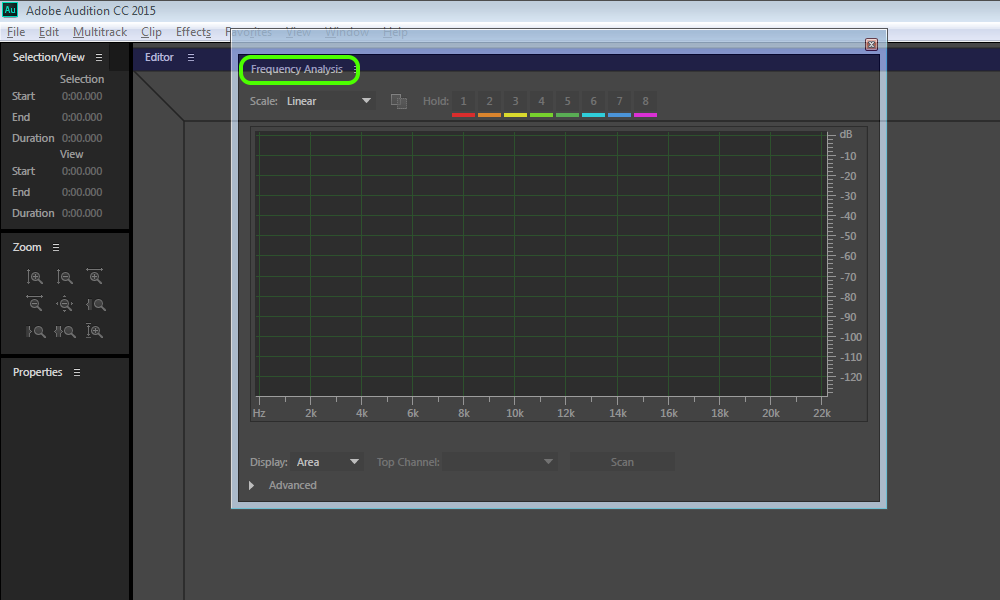 Au Adobe Audition CC 2015
File Edit Multitrack Clip Effects Favorites View Window Help
Selection/View
Selection
Start 0:00.000
End 0:00.000
Duration 0:00.000
View
Start 0:00.000
End 0:00.000
Duration 0:00.000
Zoom
Properties
Editor
Frequency Analysis
Scale: Linear Hold: 1 2 3 4 5 6 7 8
dB
-10
-20
-30
-40
-50
-60
-70
-80
-90
-100
-110
-120
Hz 2k 4k 6k 8k 10k 12k 14k 16k 18k 20k 22k
Display: Area Top Channel: Scan
Advanced